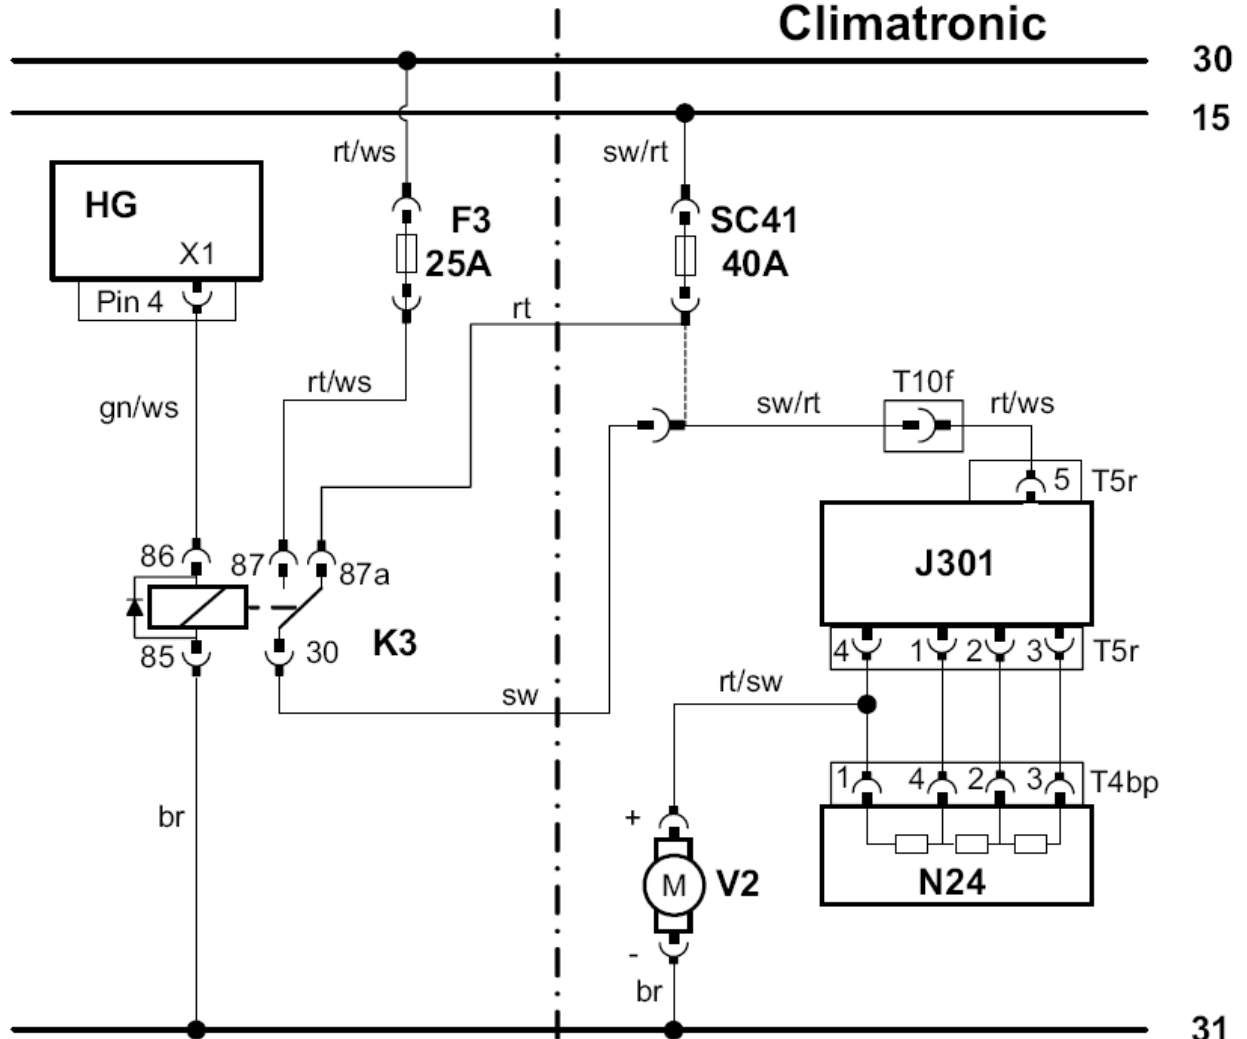 Climatronic
30
15
rt/ws
sw/rt
HG
X1
Pin 4
F3
25A
SC41
40A
rt
rt/ws
gn/ws
T10f
sw/rt
rt/ws
5
T5r
86
87
87a
J301
85
30
K3
4
1
2
3
T5r
sw
rt/sw
1
4
2
3
T4bp
br
+
M
V2
N24
-
br
31